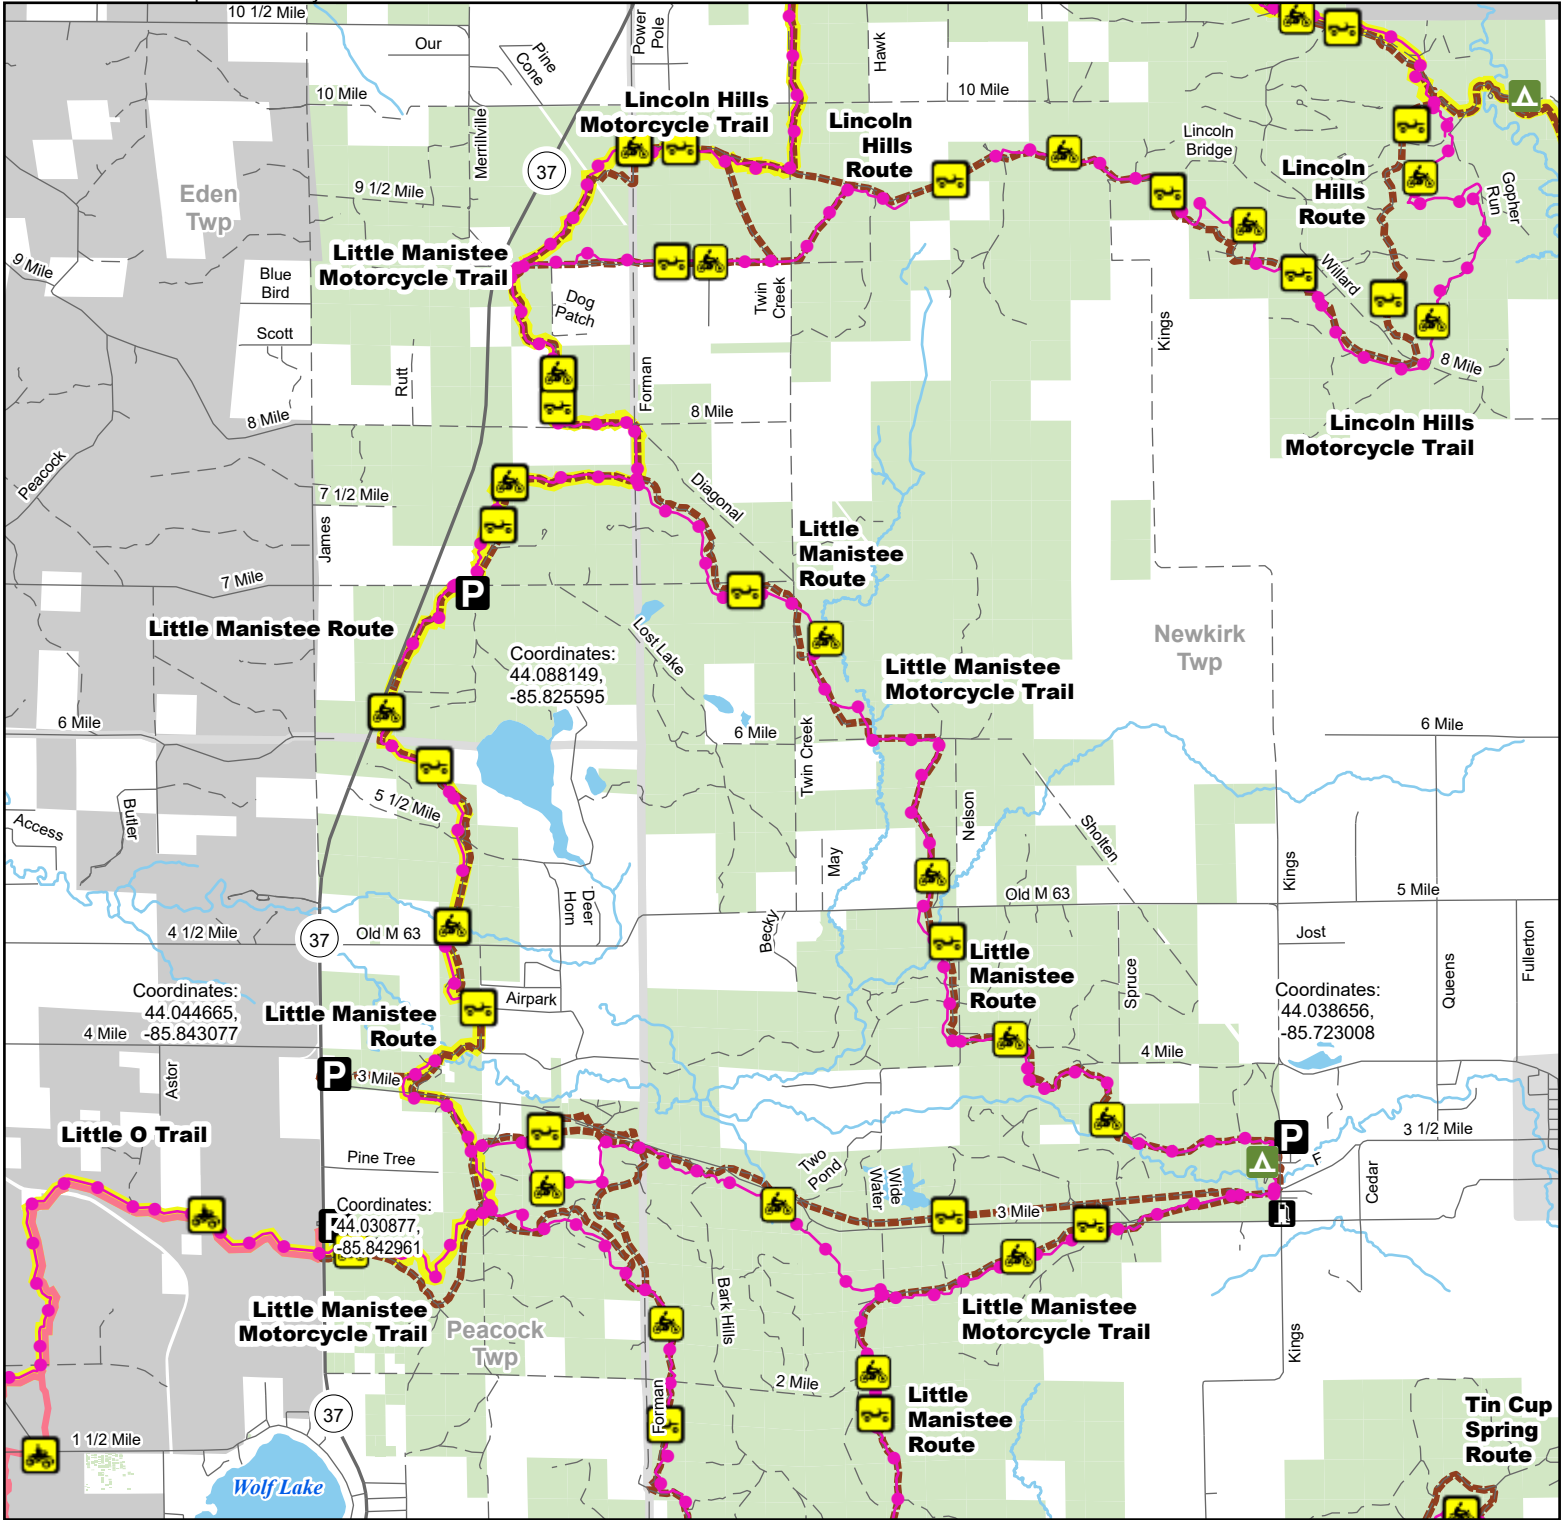 10 1/2 Mile
Our
Pine
Cone
Power
Pole
Hawk
10 Mile
10 Mile
Merrillville
Lincoln Hills
Motorcycle Trail
Lincoln
Hills
Route
Lincoln
Bridge
Lincoln
Hills
Route
Gopher
Run
37
9 1/2 Mile
Eden
Twp
Little Manistee
Motorcycle Trail
9 Mile
Blue
Bird
Scott
Dog
Patch
Twin
Creek
Willard
Kings
8 Mile
Rutt
Forman
8 Mile
8 Mile
Lincoln Hills
Motorcycle Trail
Peacock
7 1/2 Mile
James
Diagonal
Little
Manistee
Route
7 Mile
P
Little Manistee Route
Lost Lake
Coordinates:
44.088149,
-85.825595
Newkirk
Twp
Little Manistee
Motorcycle Trail
6 Mile
6 Mile
6 Mile
Twin Creek
5 1/2 Mile
Butler
Access
Nelson
Sholten
May
Kings
Deer
Horn
Old M 63
5 Mile
4 1/2 Mile
37
Old M 63
Becky
Jost
Fullerton
Queens
Spruce
Little
Manistee
Route
Coordinates:
44.044665,
-85.843077
Airpark
Little Manistee
Route
Coordinates:
44.038656,
-85.723008
4 Mile
4 Mile
Astor
P
3 Mile
Little O Trail
P
3 1/2 Mile
F
Pine Tree
Two
Pond
Wide
Water
Cedar
Coordinates:
44.030877,
-85.842961
3 Mile
Bark Hills
Little Manistee
Motorcycle Trail
Little Manistee
Motorcycle Trail
Peacock
Twp
Kings
2 Mile
Forman
Little
Manistee
Route
37
Tin Cup
Spring
Route
1 1/2 Mile
Wolf Lake